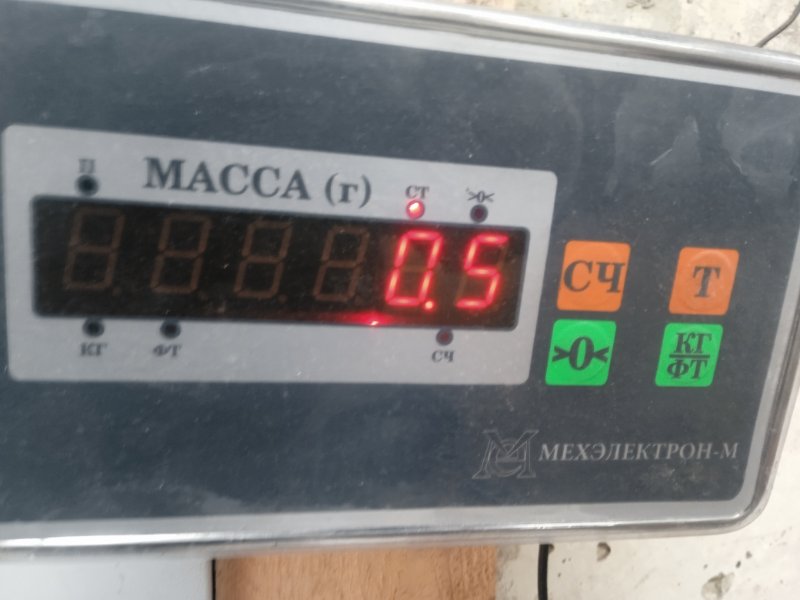 П
МАССА (г)
СТ
>0<
0.5
КГ
ФТ
СЧ
СЧ
Т
>0<
КГ
ФТ
МЕХЭЛЕКТРОН-М